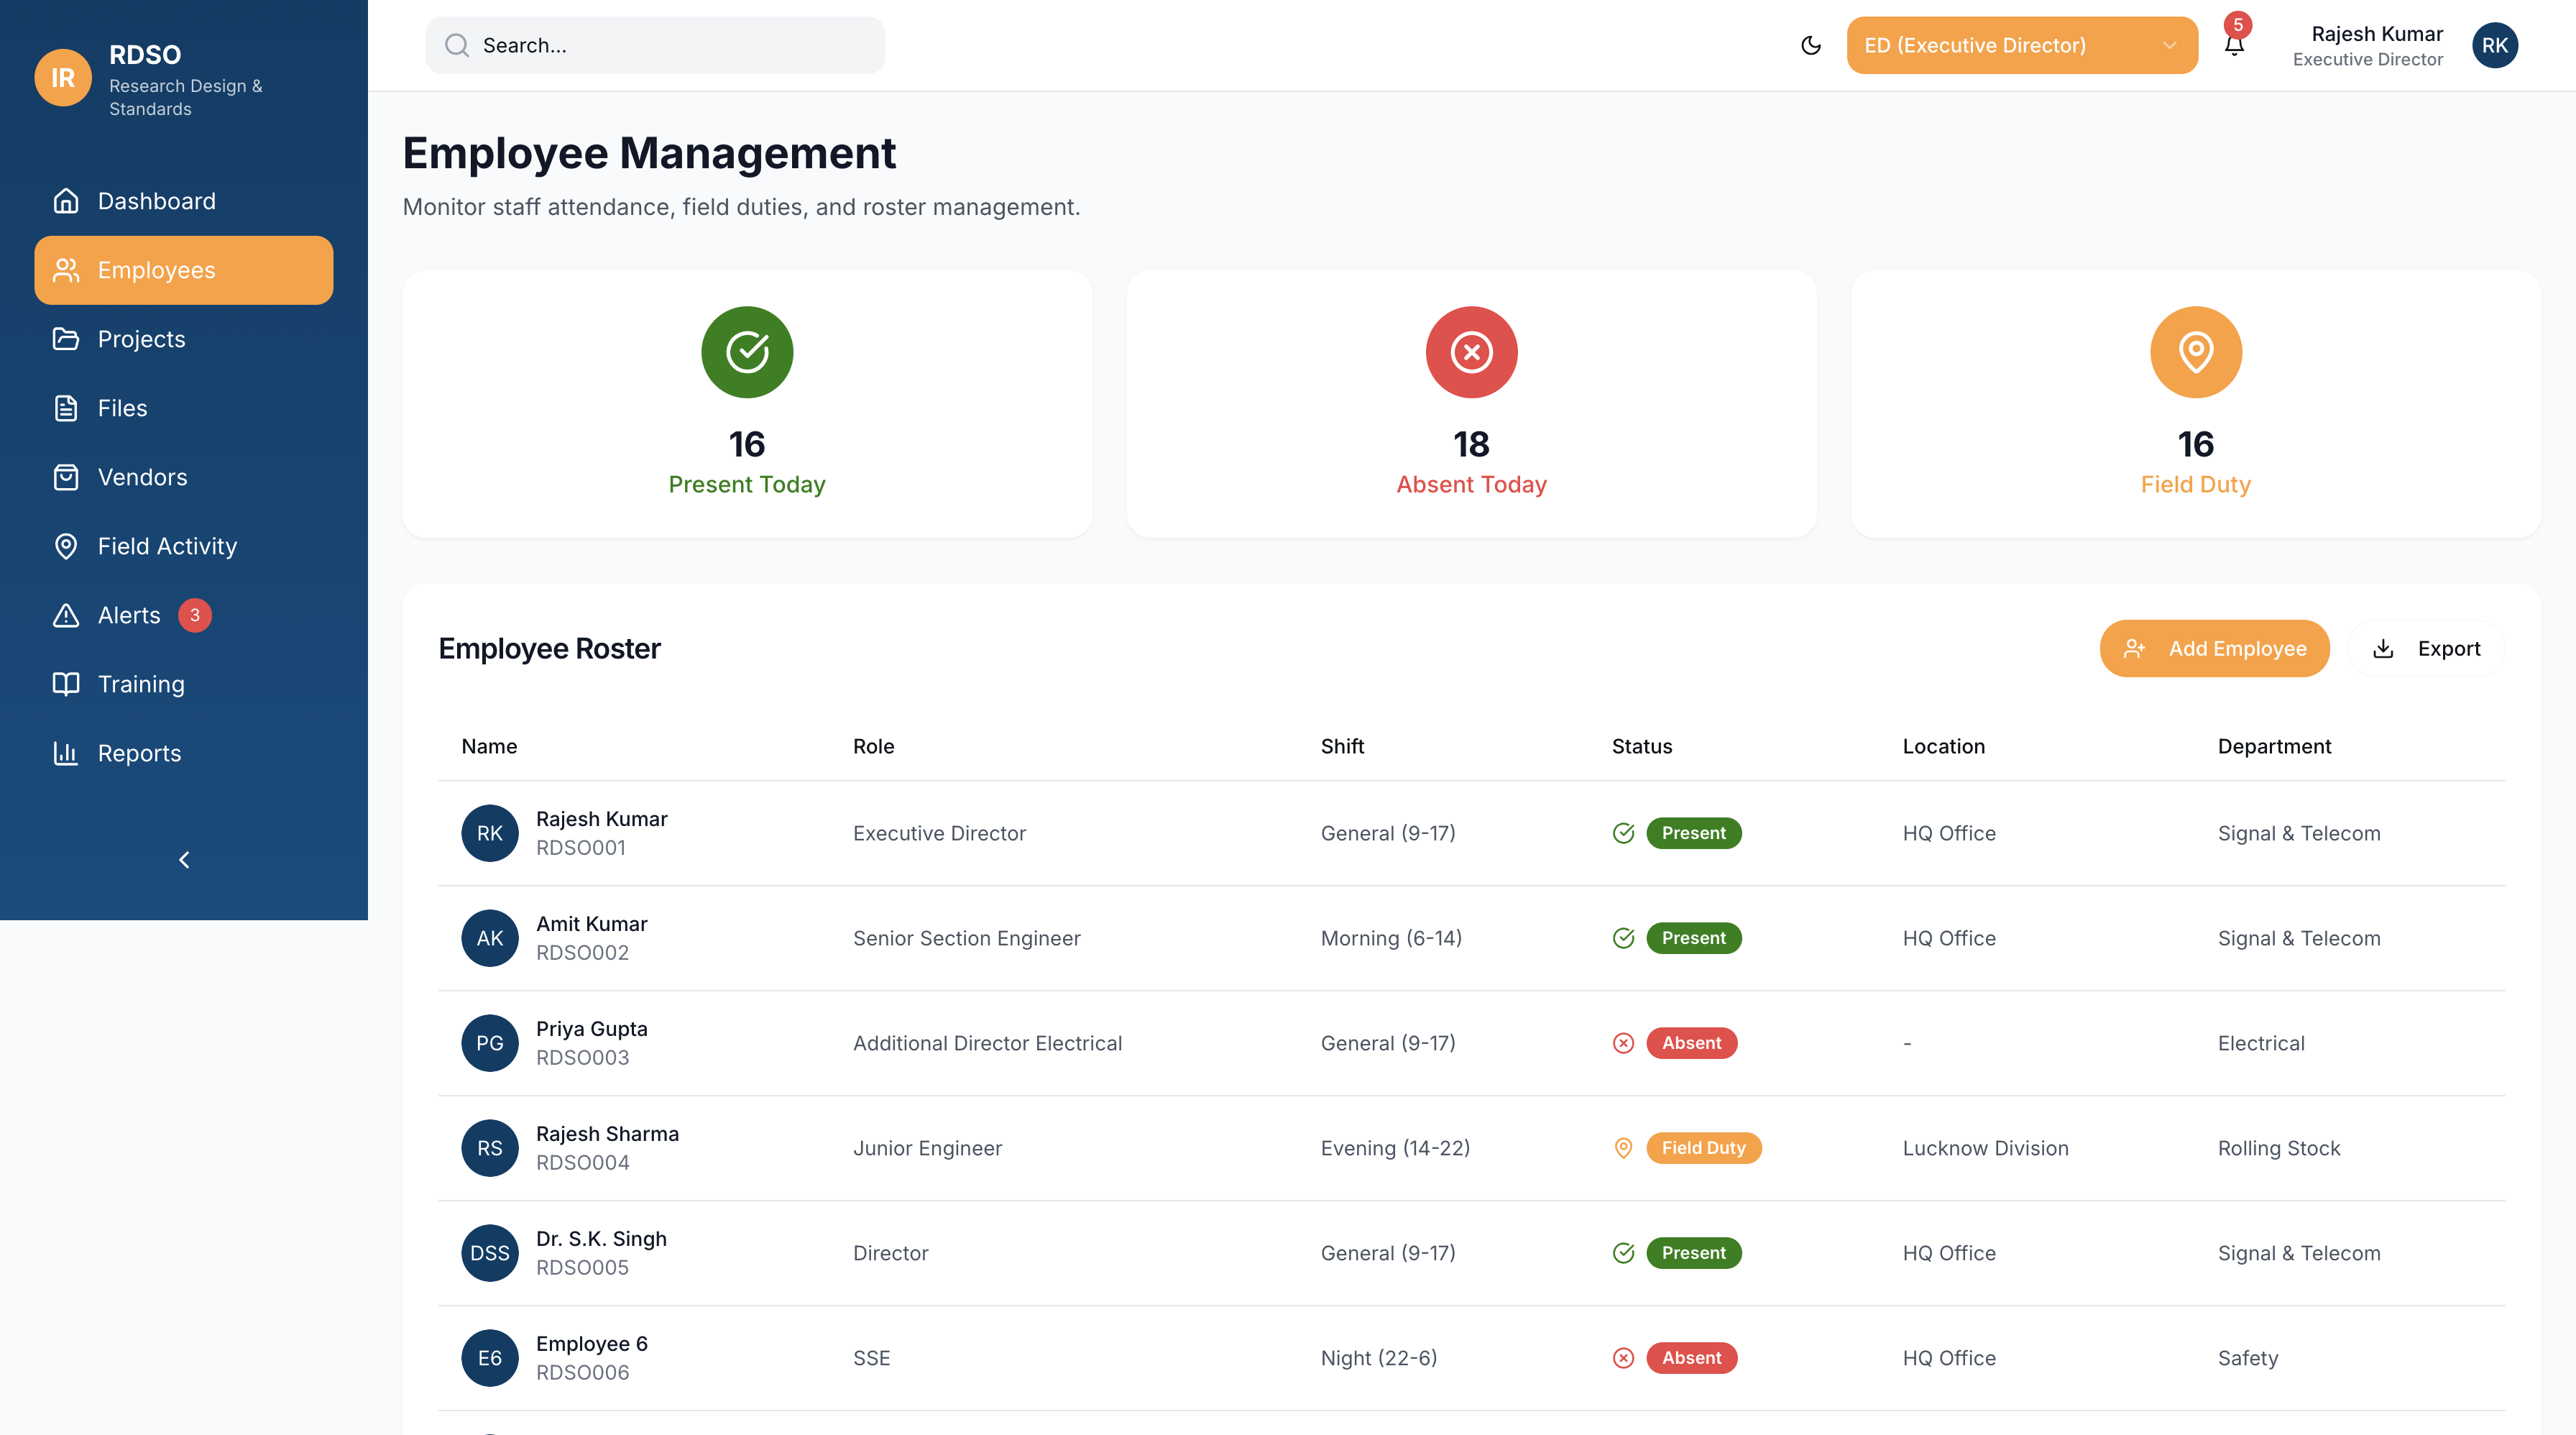 IR
RDSO
Research Design &
Standards
Dashboard
Employees
Projects
Files
Vendors
Field Activity
Alerts 3
Training
Reports
Search...
ED (Executive Director)
5
Rajesh Kumar
Executive Director
RK
Employee Management
Monitor staff attendance, field duties, and roster management.
16
Present Today
18
Absent Today
16
Field Duty
Employee Roster
Add Employee
Export
Name Role Shift Status Location Department
RK Rajesh Kumar
RDSO001
Executive Director General (9-17) Present HQ Office Signal & Telecom
AK Amit Kumar
RDSO002
Senior Section Engineer Morning (6-14) Present HQ Office Signal & Telecom
PG Priya Gupta
RDSO003
Additional Director Electrical General (9-17) Absent - Electrical
RS Rajesh Sharma
RDSO004
Junior Engineer Evening (14-22) Field Duty Lucknow Division Rolling Stock
DSS Dr. S.K. Singh
RDSO005
Director General (9-17) Present HQ Office Signal & Telecom
E6 Employee 6
RDSO006
SSE Night (22-6) Absent HQ Office Safety